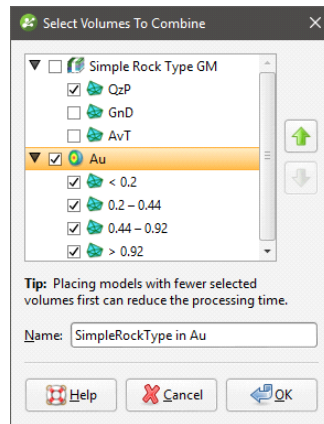 Select Volumes To Combine
Simple Rock Type GM
QzP
GnD
AvT
Au
< 0.2
0.2 – 0.44
0.44 – 0.92
> 0.92
Tip: Placing models with fewer selected
volumes first can reduce the processing time.
Name: SimpleRockType in Au
Help Cancel OK